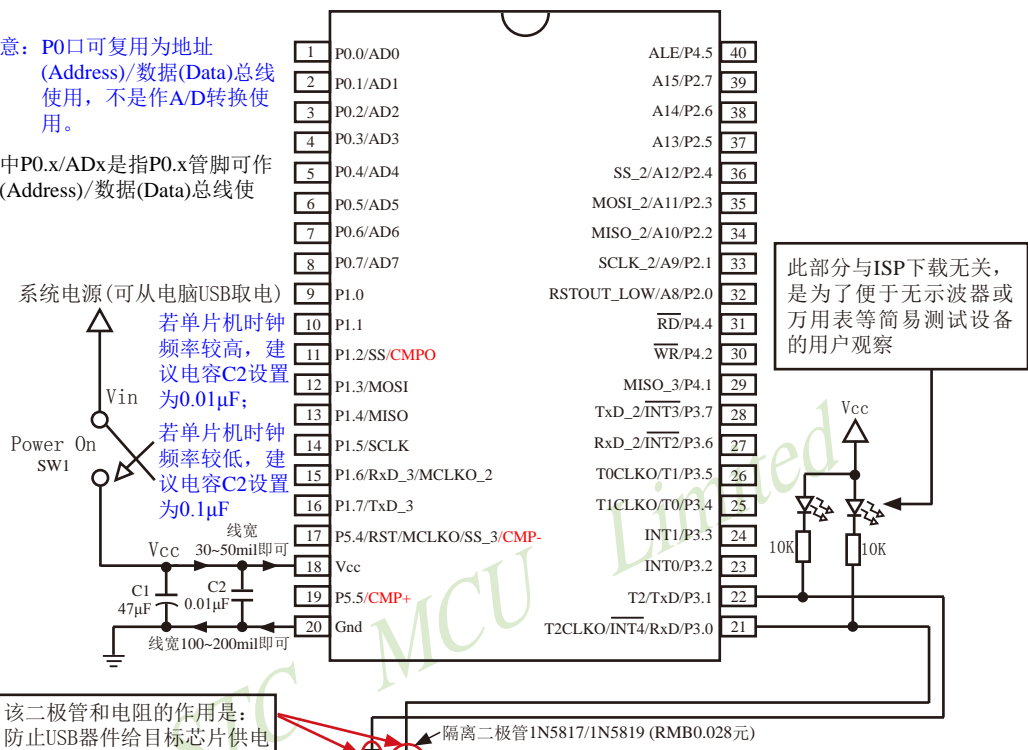 意：P0口可复用为地址
(Address)/数据(Data)总线
使用，不是作A/D转换使
用。
中P0.x/ADx是指P0.x管脚可作
(Address)/数据(Data)总线使
系统电源(可从电脑USB取电)
若单片机时钟
频率较高，建
议电容C2设置
为0.01μF;
若单片机时钟
频率较低，建
议电容C2设置
为0.1μF
Vin
Power On
SW1
Vcc
线宽
30~50mil即可
C1
47μF
C2
0.01μF
线宽100~200mil即可
1 P0.0/AD0
2 P0.1/AD1
3 P0.2/AD2
4 P0.3/AD3
5 P0.4/AD4
6 P0.5/AD5
7 P0.6/AD6
8 P0.7/AD7
9 P1.0
10 P1.1
11 P1.2/SS/CMPO
12 P1.3/MOSI
13 P1.4/MISO
14 P1.5/SCLK
15 P1.6/RxD_3/MCLKO_2
16 P1.7/TxD_3
17 P5.4/RST/MCLKO/SS_3/CMP-
18 Vcc
19 P5.5/CMP+
20 Gnd
ALE/P4.5 40
A15/P2.7 39
A14/P2.6 38
A13/P2.5 37
SS_2/A12/P2.4 36
MOSI_2/A11/P2.3 35
MISO_2/A10/P2.2 34
SCLK_2/A9/P2.1 33
RSTOUT_LOW/A8/P2.0 32
RD/P4.4 31
WR/P4.2 30
MISO_3/P4.1 29
TxD_2/INT3/P3.7 28
RxD_2/INT2/P3.6 27
T0CLKO/T1/P3.5 26
T1CLKO/T0/P3.4 25
INT1/P3.3 24
INT0/P3.2 23
T2/TxD/P3.1 22
T2CLKO/INT4/RxD/P3.0 21
此部分与ISP下载无关，
是为了便于无示波器或
万用表等简易测试设备
的用户观察
Vcc
10K
10K
MCU Limited
该二极管和电阻的作用是：
防止USB器件给目标芯片供电
隔离二极管1N5817/1N5819 (RMB0.028元)